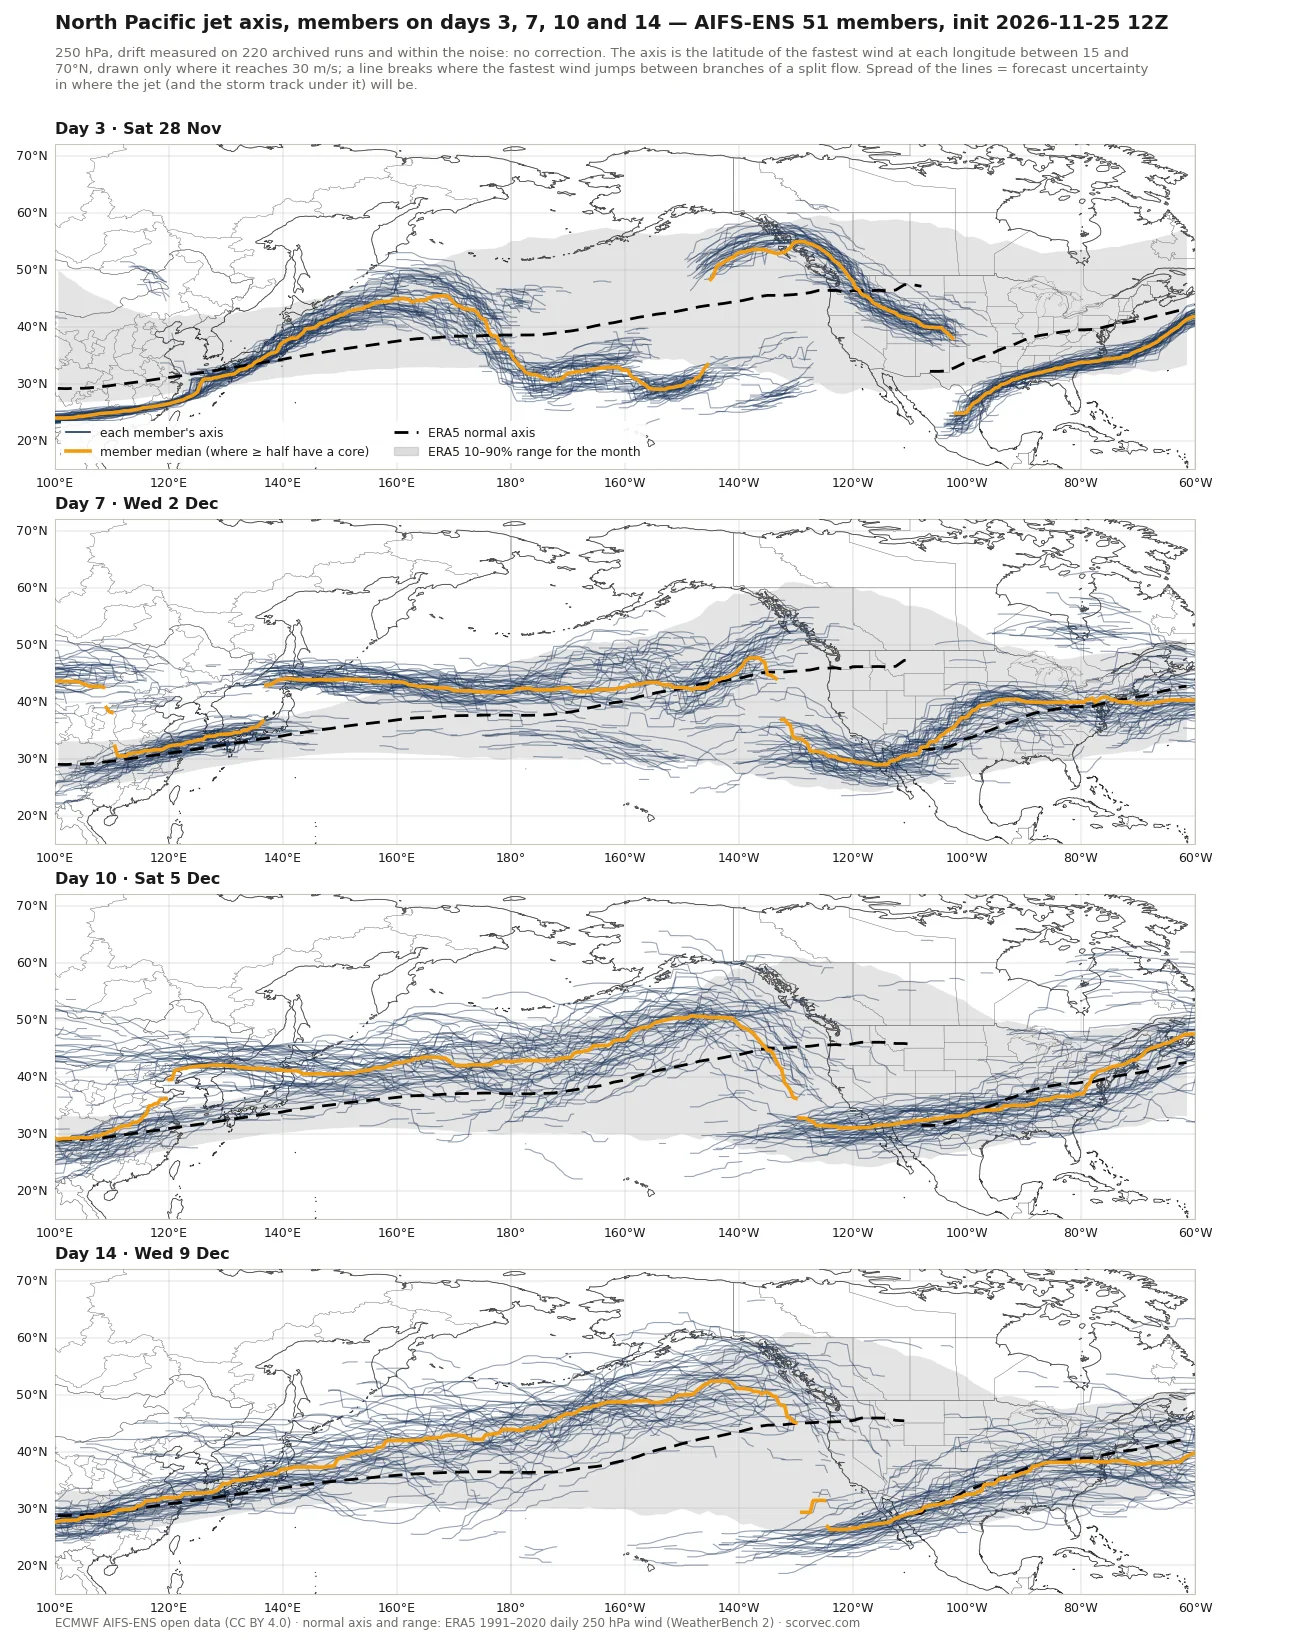 North Pacific jet axis, members on days 3, 7, 10 and 14 — AIFS-ENS 51 members, init 2026-11-25 12Z
250 hPa, drift measured on 220 archived runs and within the noise: no correction. The axis is the latitude of the fastest wind at each longitude between 15 and
70°N, drawn only where it reaches 30 m/s; a line breaks where the fastest wind jumps between branches of a split flow. Spread of the lines = forecast uncertainty
in where the jet (and the storm track under it) will be.
Day 3 · Sat 28 Nov
70°N
60°N
50°N
40°N
30°N
20°N
each member's axis
member median (where ≥ half have a core)
ERA5 normal axis
ERA5 10–90% range for the month
100°E 120°E 140°E 160°E 180° 160°W 140°W 120°W 100°W 80°W 60°W
Day 7 · Wed 2 Dec
70°N
60°N
50°N
40°N
30°N
20°N
100°E 120°E 140°E 160°E 180° 160°W 140°W 120°W 100°W 80°W 60°W
Day 10 · Sat 5 Dec
70°N
60°N
50°N
40°N
30°N
20°N
100°E 120°E 140°E 160°E 180° 160°W 140°W 120°W 100°W 80°W 60°W
Day 14 · Wed 9 Dec
70°N
60°N
50°N
40°N
30°N
20°N
100°E 120°E 140°E 160°E 180° 160°W 140°W 120°W 100°W 80°W 60°W
ECMWF AIFS-ENS open data (CC BY 4.0) · normal axis and range: ERA5 1991–2020 daily 250 hPa wind (WeatherBench 2) · scorvec.com